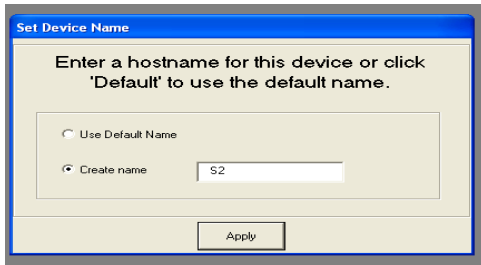 Set Device Name
Enter a hostname for this device or click
'Default' to use the default name.
Use Default Name
Create name
S2
Apply